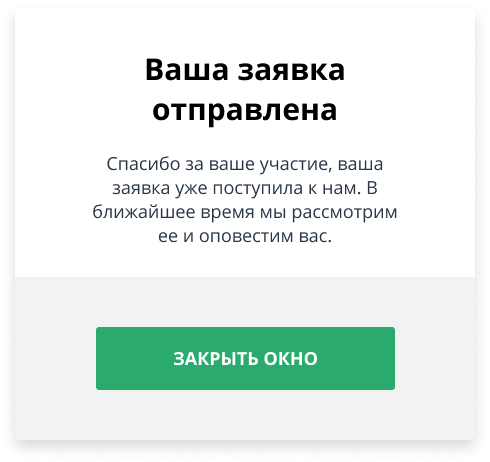 Ваша заявка
отправлена
Спасибо за ваше участие, ваша
заявка уже поступила к нам. В
ближайшее время мы рассмотрим
ее и оповестим вас.
ЗАКРЫТЬ ОКНО